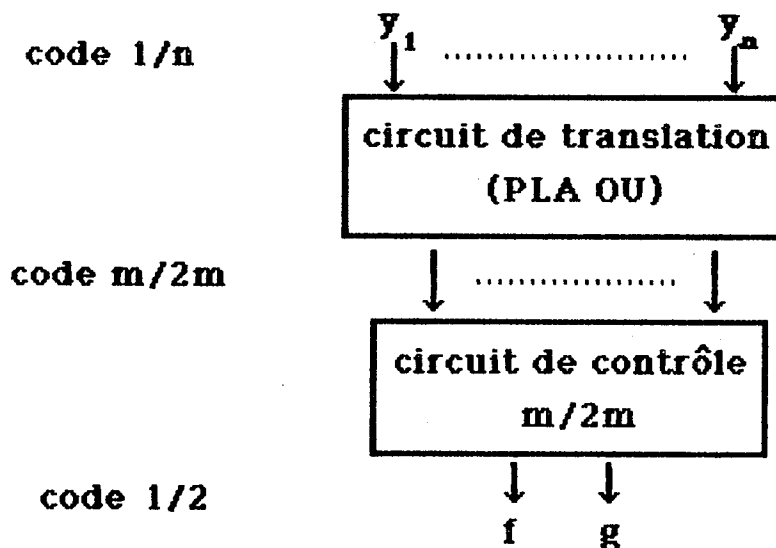 code 1/n
y1 ........................ yn
circuit de translation
(PLA OU)
code m/2m
....................
circuit de contrôle
m/2m
code 1/2
f g